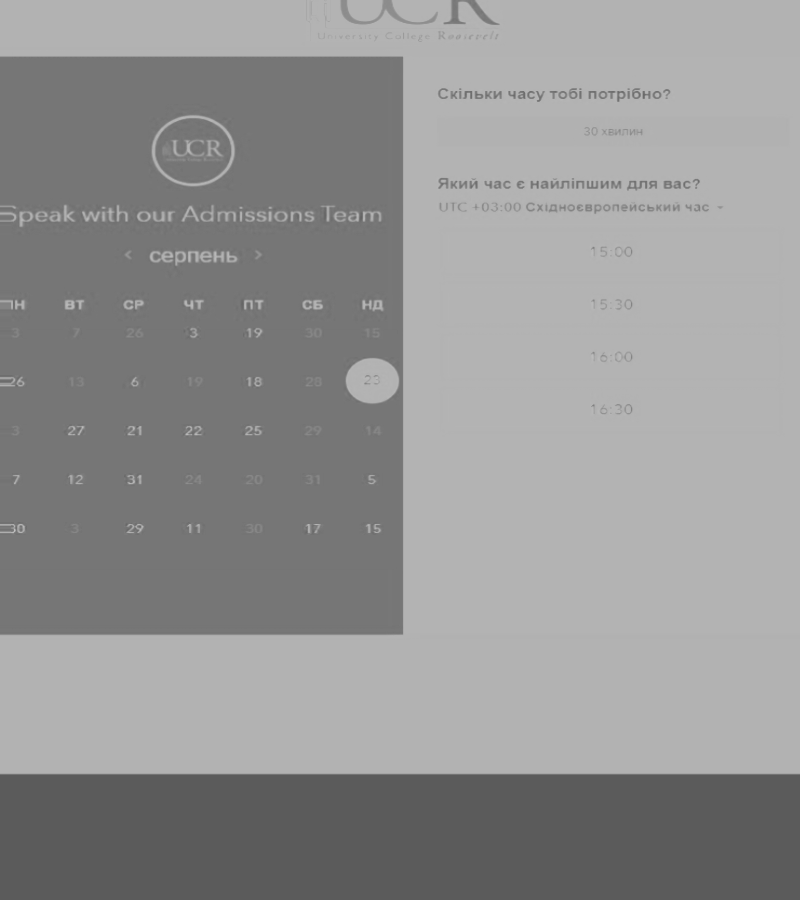 UCR
University College Roosevelt
UCR
Speak with our Admissions Team
< серпень >
ПН ВТ СР ЧТ ПТ СБ НД
3 7 26 3 19 30 15
26 13 6 19 18 28 23
3 27 21 22 25 29 14
7 12 31 24 20 31 5
30 3 29 11 30 17 15
Скільки часу тобі потрібно?
30 хвилин
Який час є найліпшим для вас?
UTC +03:00 Східноєвропейський час
15:00
15:30
16:00
16:30